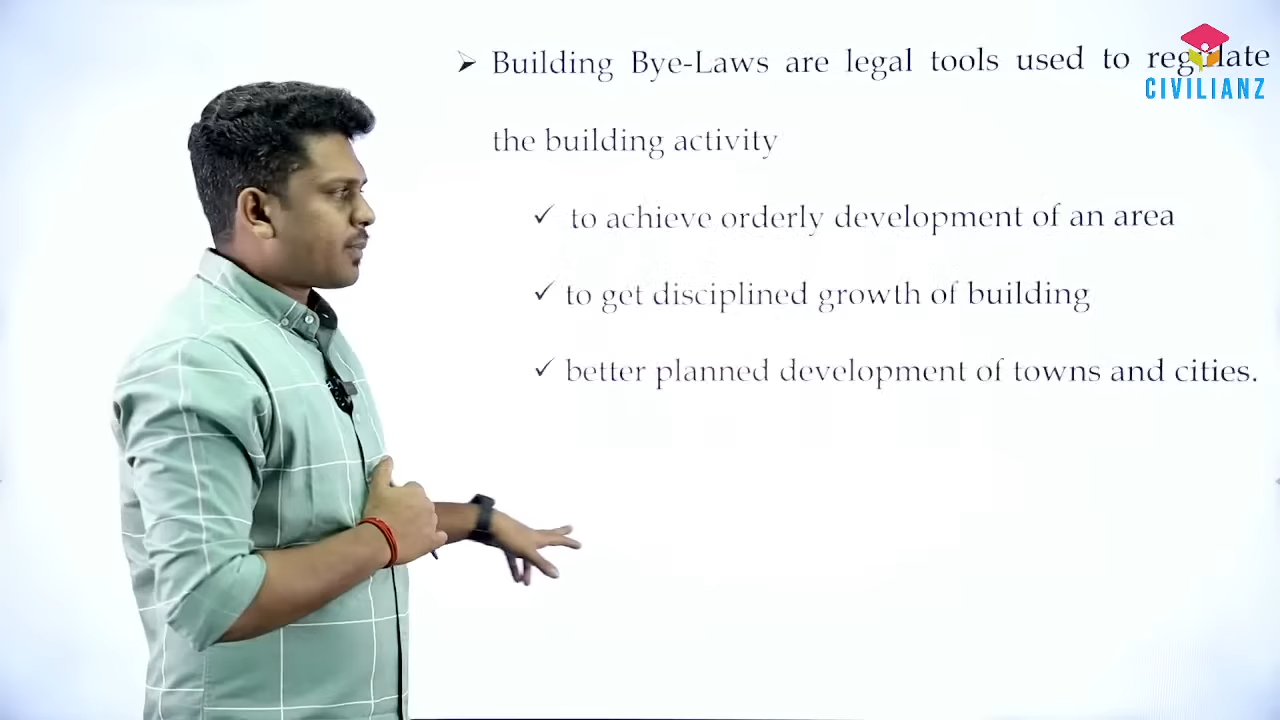 ➢ Building Bye-Laws are legal tools used to regulate
CIVILIANZ
the building activity
✓ to achieve orderly development of an area
✓ to get disciplined growth of building
✓ better planned development of towns and cities.